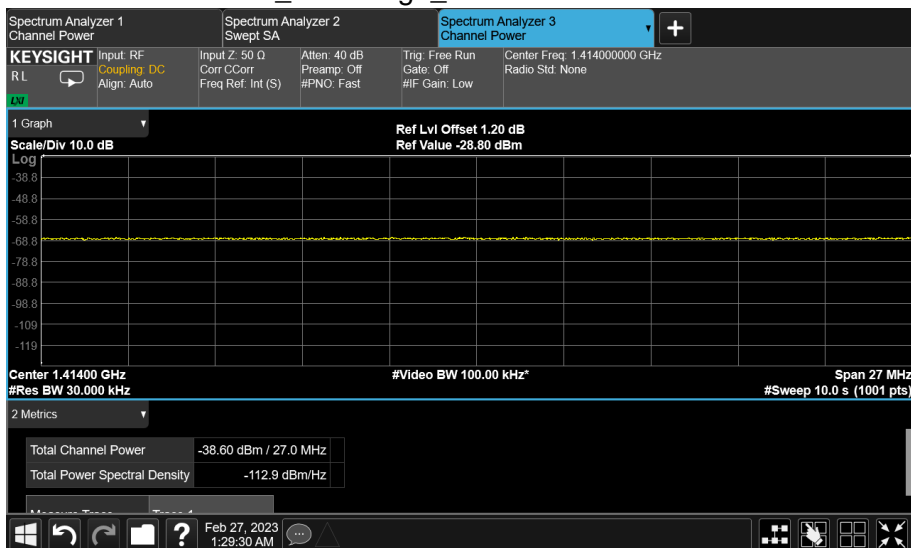 Spectrum Analyzer 1
Channel Power
Spectrum Analyzer 2
Swept SA
Spectrum Analyzer 3
Channel Power
KEYSIGHT
RL
LXI
Input: RF
Coupling: DC
Align: Auto
Input Z: 50 Ω
Corr CCorr
Freq Ref: Int (S)
Atten: 40 dB
Preamp: Off
#PNO: Fast
Trig: Free Run
Gate: Off
#IF Gain: Low
Center Freq: 1.414000000 GHz
Radio Std: None
1 Graph
Scale/Div 10.0 dB
Ref Lvl Offset 1.20 dB
Ref Value -28.80 dBm
Log
-38.8
-48.8
-58.8
-68.8
-78.8
-88.8
-98.8
-109
-119
Center 1.41400 GHz
#Video BW 100.00 kHz*
Span 27 MHz
#Res BW 30.000 kHz
#Sweep 10.0 s (1001 pts)
2 Metrics
Total Channel Power -38.60 dBm / 27.0 MHz
Total Power Spectral Density -112.9 dBm/Hz
?
Feb 27, 2023
1:29:30 AM